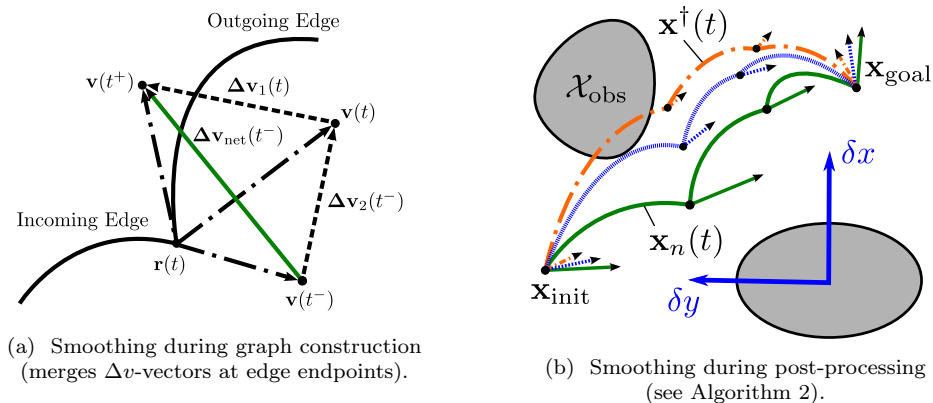 Outgoing Edge
v(t⁺)
Δv₁(t)
v(t)
Δv_net(t⁻)
Δv₂(t⁻)
Incoming Edge
r(t)
v(t⁻)
(a) Smoothing during graph construction
(merges Δv-vectors at edge endpoints).
x†(t)
𝒳_obs
x_goal
δx
x_n(t)
x_init
δy
(b) Smoothing during post-processing
(see Algorithm 2).